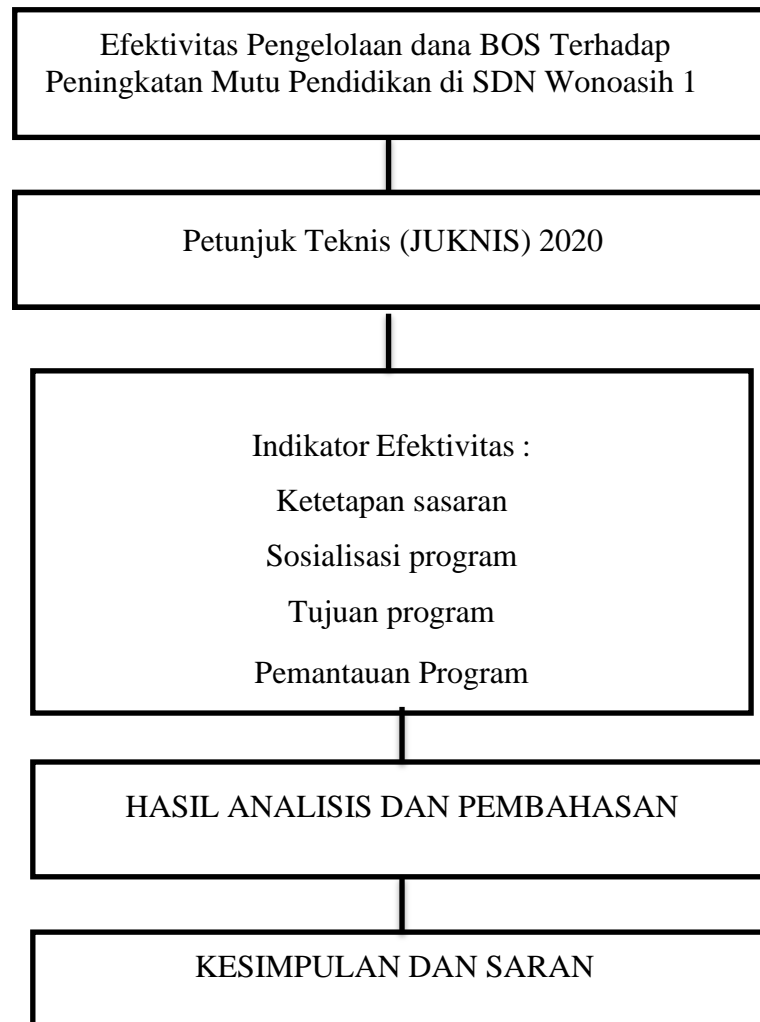 Efektivitas Pengelolaan dana BOS Terhadap
Peningkatan Mutu Pendidikan di SDN Wonoasih 1
Petunjuk Teknis (JUKNIS) 2020
Indikator Efektivitas :
Ketetapan sasaran
Sosialisasi program
Tujuan program
Pemantauan Program
HASIL ANALISIS DAN PEMBAHASAN
KESIMPULAN DAN SARAN